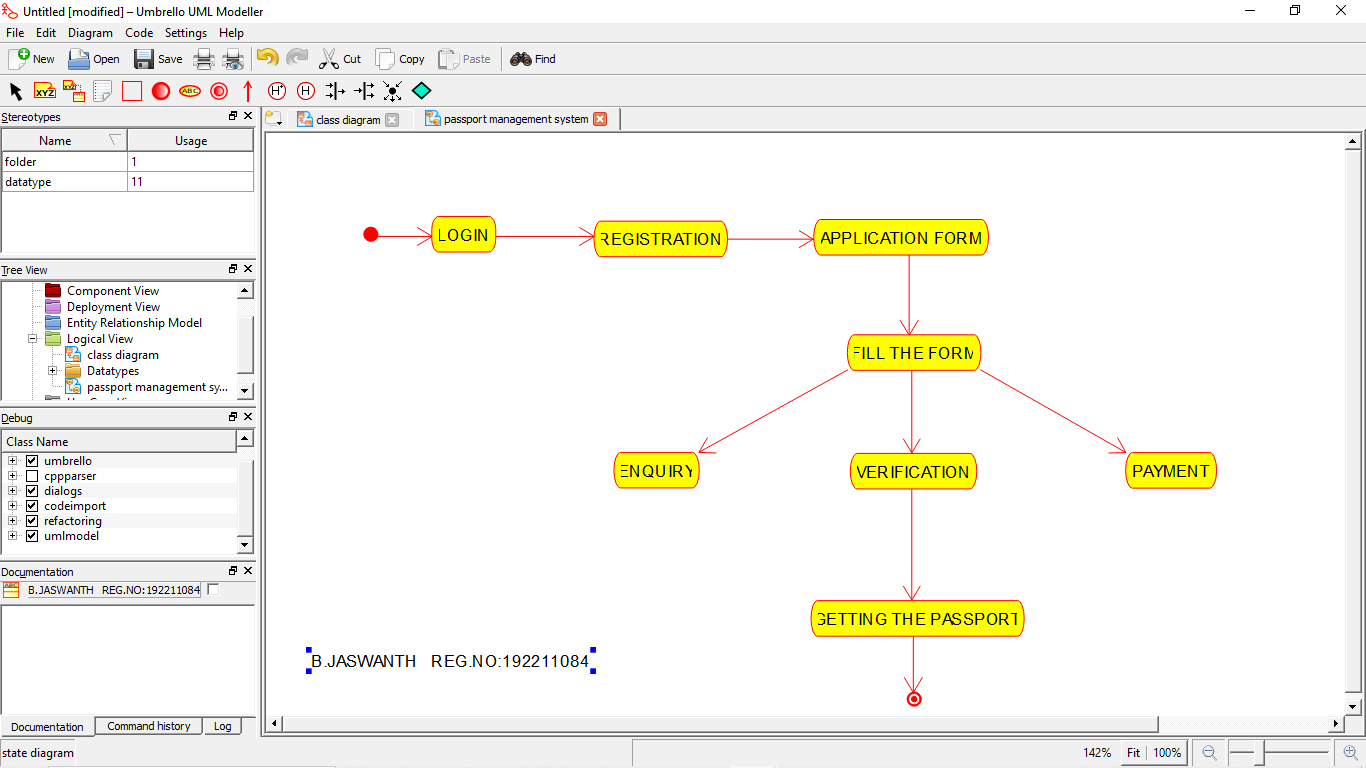 Untitled [modified] – Umbrello UML Modeller
File Edit Diagram Code Settings Help
New Open Save Cut Copy Paste Find
XYZ XYZ ABC H* H
Stereotypes
Name Usage
folder 1
datatype 11
Tree View
Component View
Deployment View
Entity Relationship Model
Logical View
class diagram
Datatypes
passport management sy...
Debug
Class Name
umbrello
cppparser
dialogs
codeimport
refactoring
umlmodel
Documentation
B.JASWANTH REG.NO:192211084
Documentation Command history Log
class diagram passport management system
LOGIN REGISTRATION APPLICATION FORM
FILL THE FORM
ENQUIRY VERIFICATION PAYMENT
GETTING THE PASSPORT
B.JASWANTH REG.NO:192211084
state diagram 142% Fit 100%